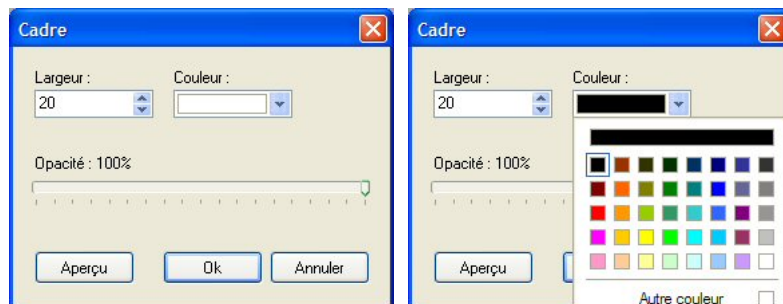 Cadre
Largeur :
Couleur :
20
Opacité : 100%
Aperçu
Ok
Annuler
Cadre
Largeur :
Couleur :
20
Opacité : 100%
Aperçu
Autre couleur